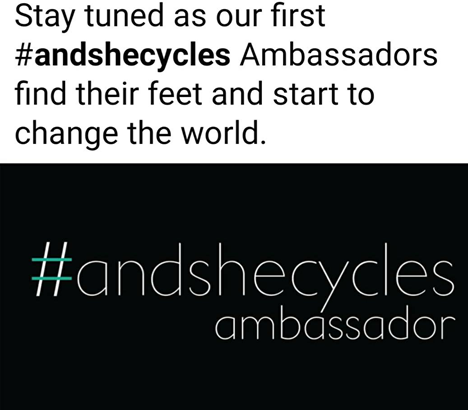 Stay tuned as our first
#andshecycles Ambassadors
find their feet and start to
change the world.
#andshecycles
ambassador